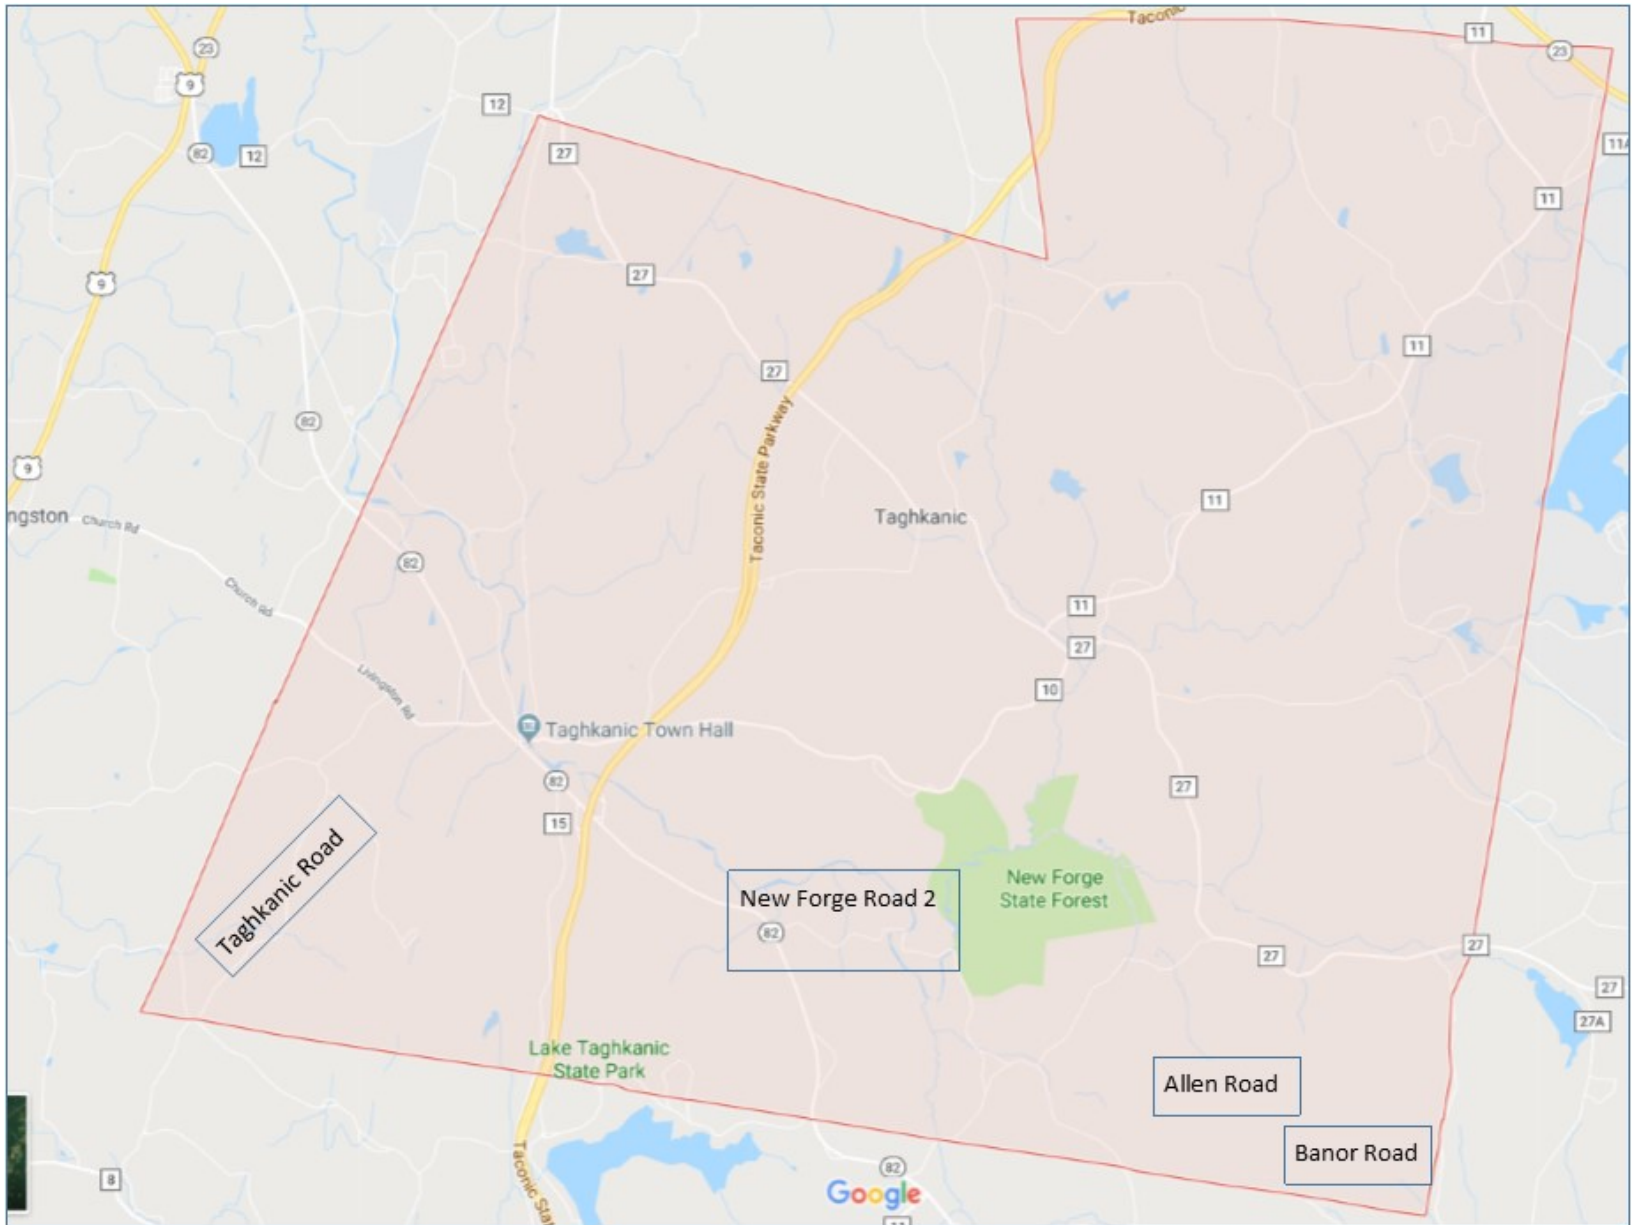 Taconic
11
23
23
9
12
11A
82
12
27
11
27
9
11
27
82
Taconic State Parkway
9
11
ngston
Church Rd
Taghkanic
82
Church Rd
11
27
Livingston Rd
10
Taghkanic Town Hall
82
27
15
Taghkanic Road
New Forge Road 2
New Forge
State Forest
82
27
27
27
27A
Lake Taghkanic
State Park
Allen Road
Banor Road
Taconic Stat
82
8
Google